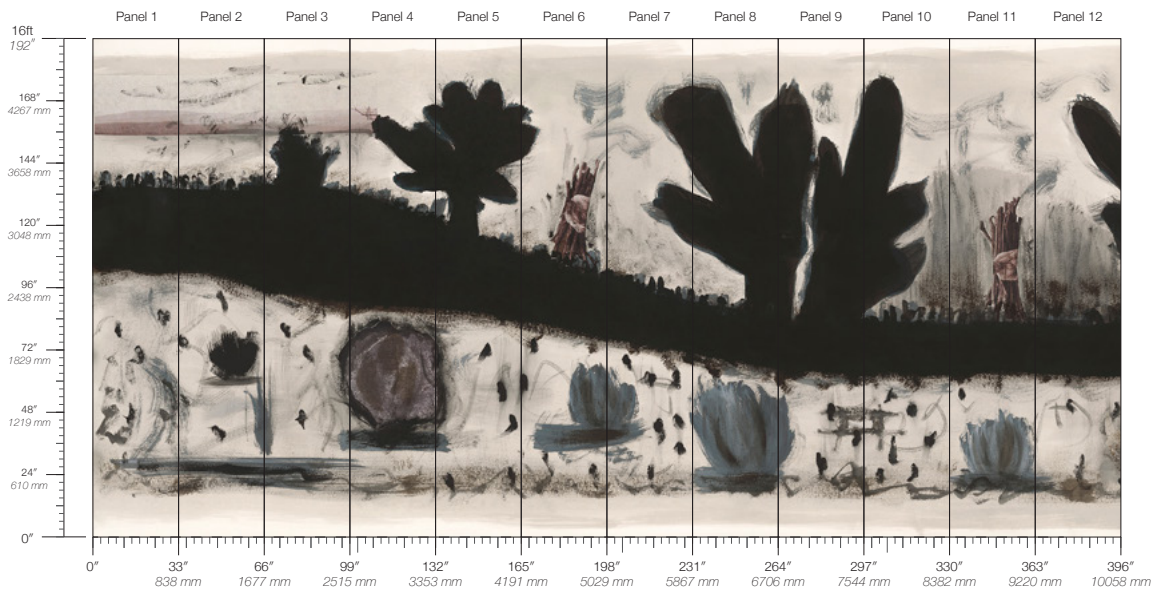 Panel 1 Panel 2 Panel 3 Panel 4 Panel 5 Panel 6 Panel 7 Panel 8 Panel 9 Panel 10 Panel 11 Panel 12
16ft
192″
168″
4267 mm
144″
3658 mm
120″
3048 mm
96″
2438 mm
72″
1829 mm
48″
1219 mm
24″
610 mm
0″
0″ 33″ 66″ 99″ 132″ 165″ 198″ 231″ 264″ 297″ 330″ 363″ 396″
838 mm 1677 mm 2515 mm 3353 mm 4191 mm 5029 mm 5867 mm 6706 mm 7544 mm 8382 mm 9220 mm 10058 mm